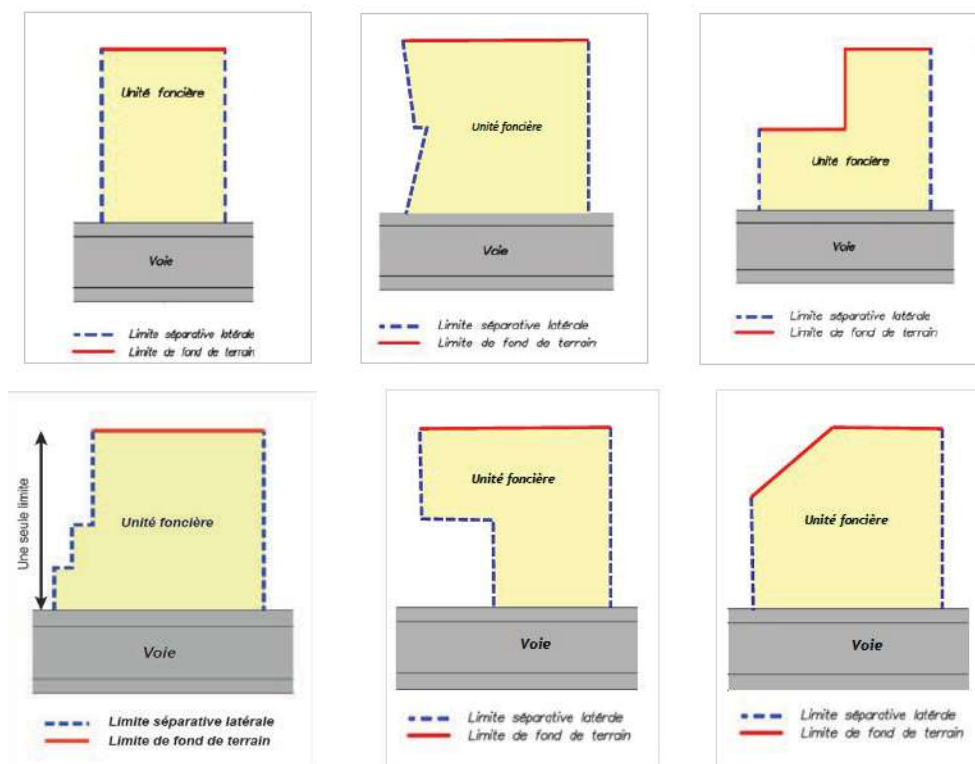 Unité foncière
Voie
Limite séparative latérale
Limite de fond de terrain
Unité foncière
Voie
Limite séparative latérale
Limite de fond de terrain
Unité foncière
Voie
Limite séparative latérale
Limite de fond de terrain
Une seule limite
Unité foncière
Voie
Limite séparative latérale
Limite de fond de terrain
Unité foncière
Voie
Limite séparative latérale
Limite de fond de terrain
Unité foncière
Voie
Limite séparative latérale
Limite de fond de terrain